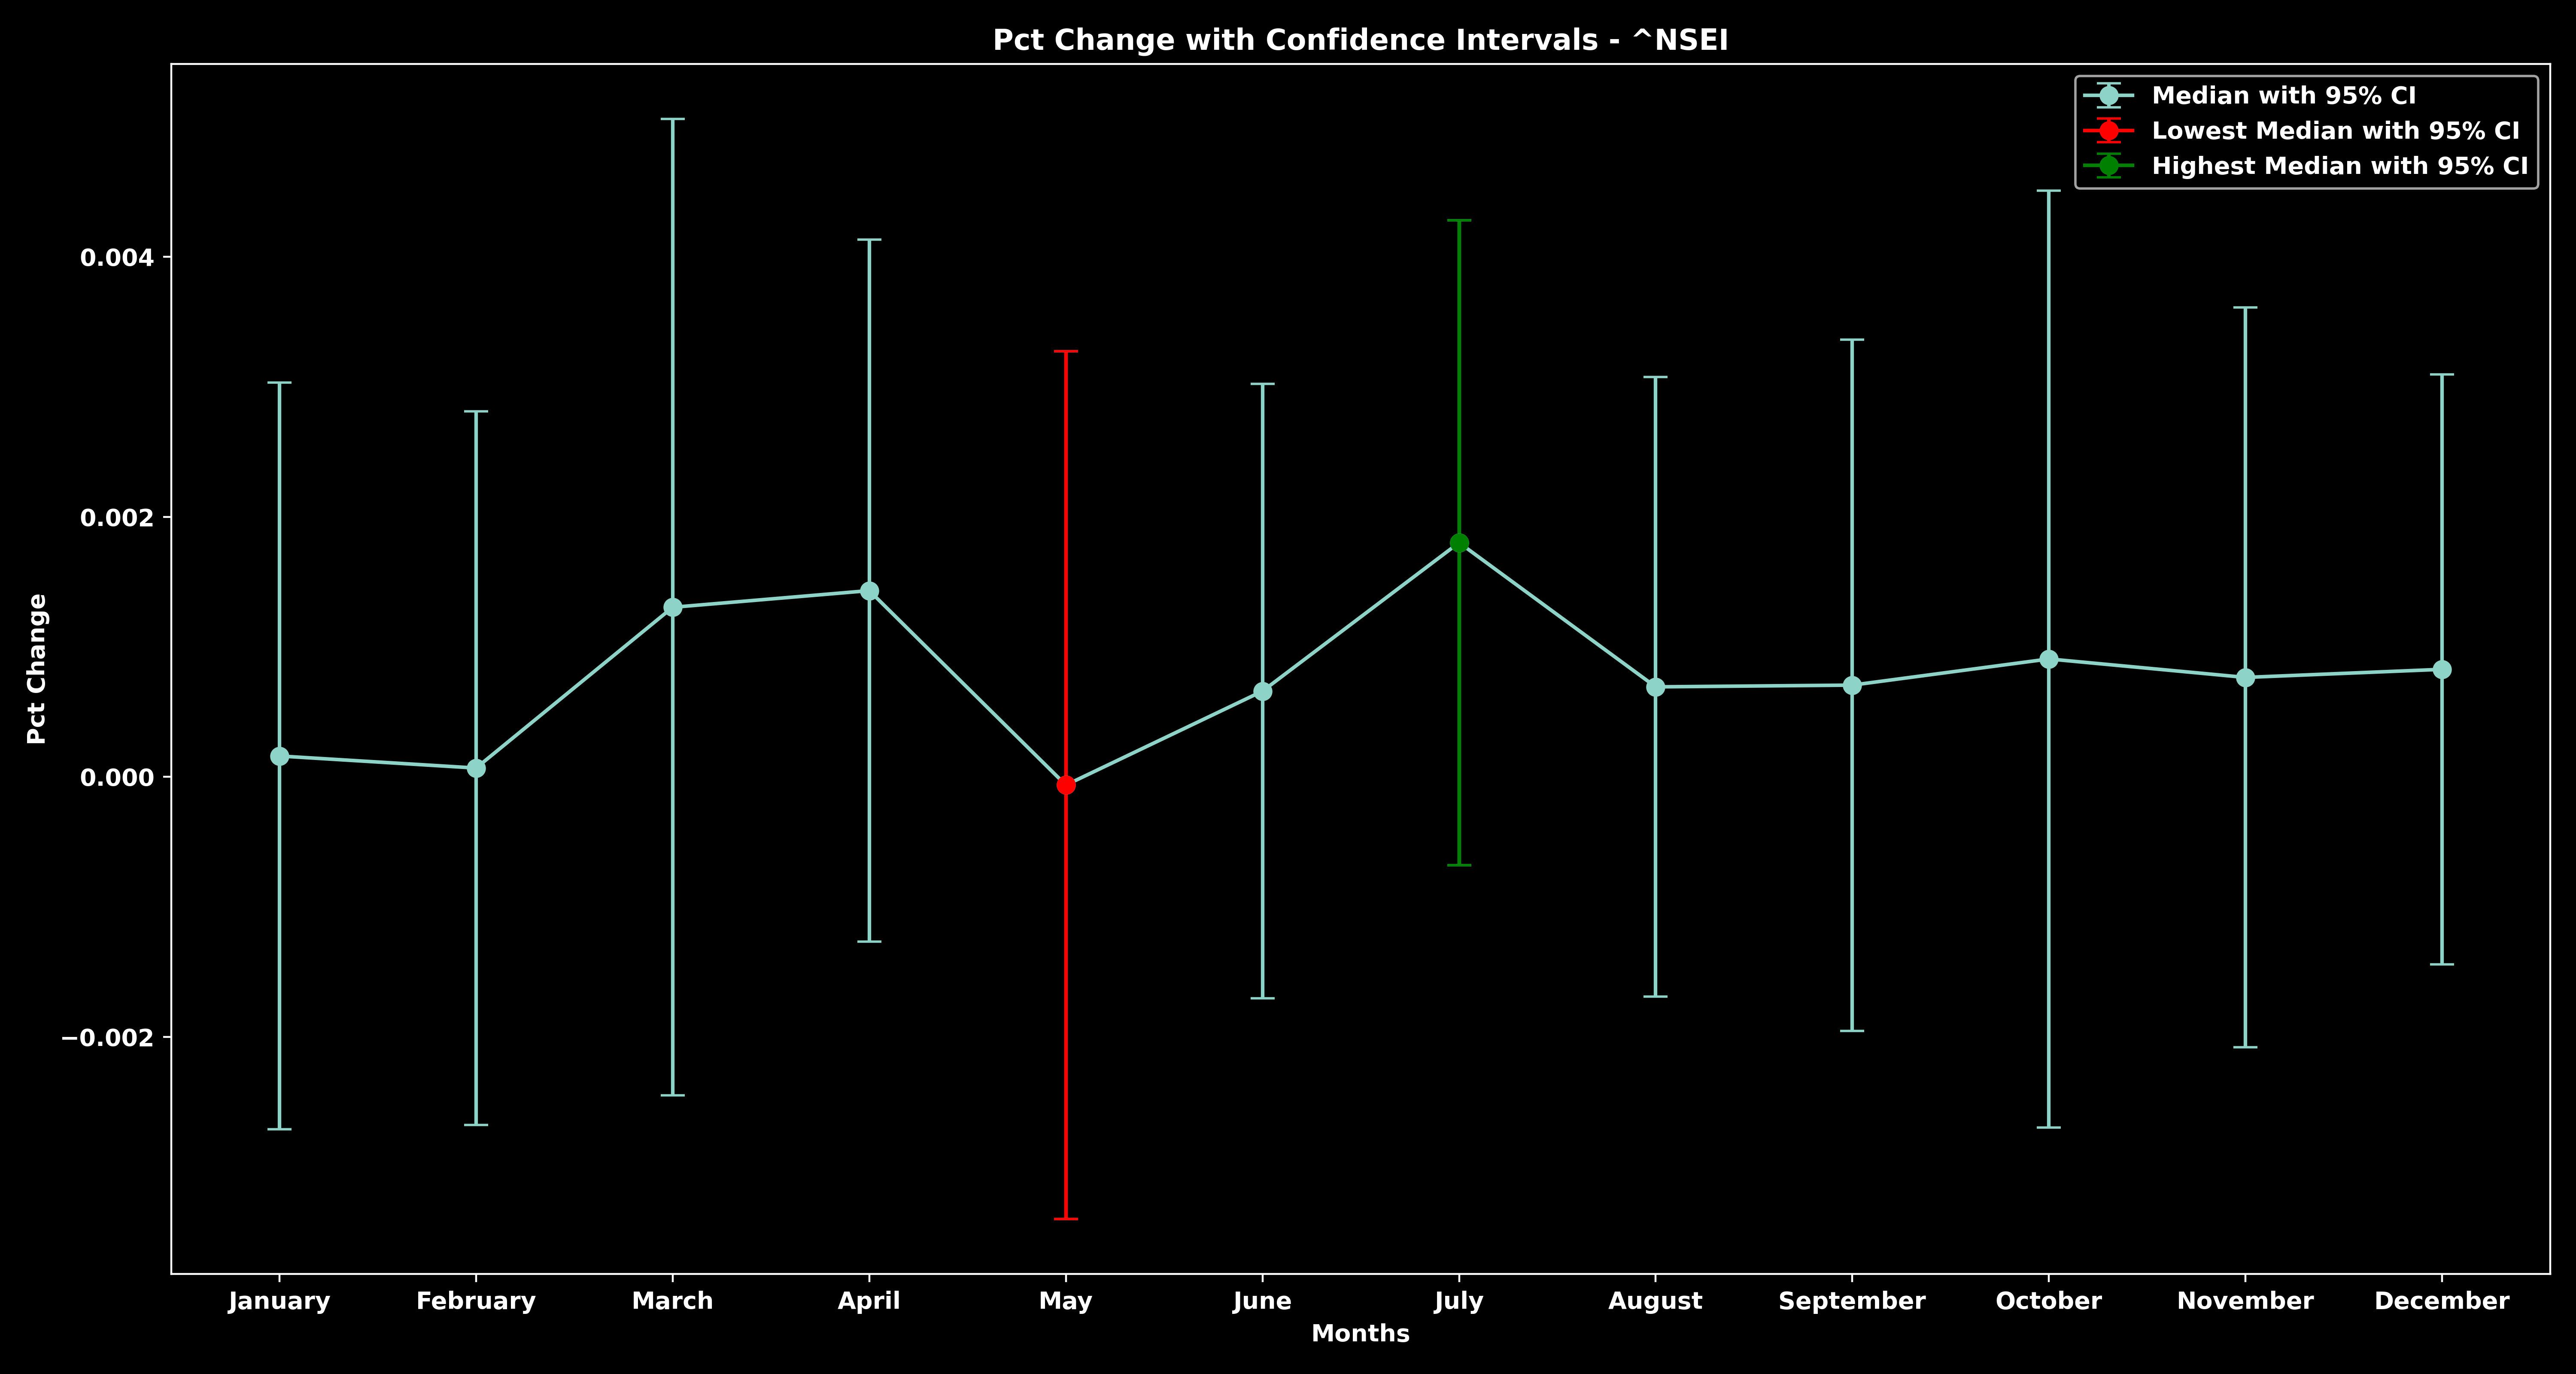 Pct Change with Confidence Intervals - ^NSEI
Median with 95% CI
Lowest Median with 95% CI
Highest Median with 95% CI
Pct Change
0.004
0.002
0.000
−0.002
January February March April May June July August September October November December
Months